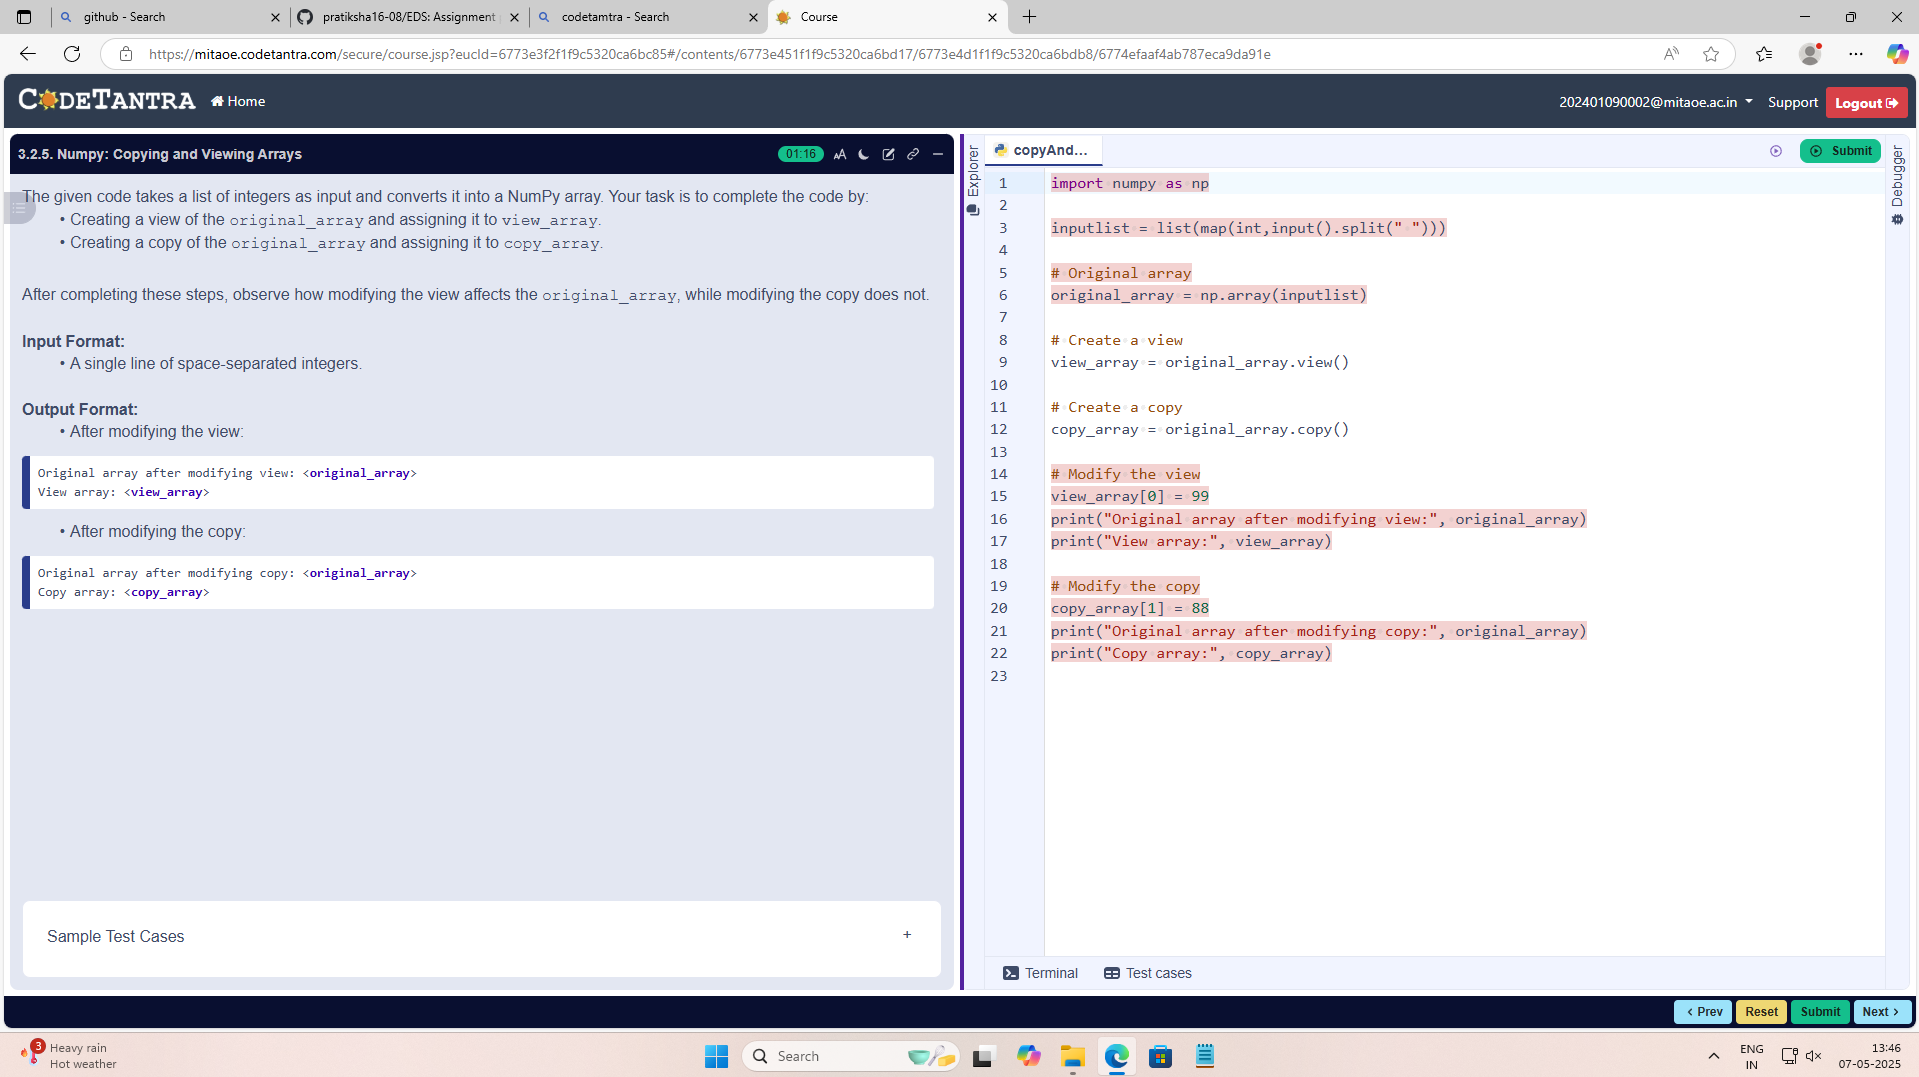 github - Search
pratiksha16-08/EDS: Assignment
codetamtra - Search
Course
https://mitaoe.codetantra.com/secure/course.jsp?eucId=6773e3f2f1f9c5320ca6bc85#/contents/6773e451f1f9c5320ca6bd17/6773e4d1f1f9c5320ca6bdb8/6774efaaf4ab787eca9da91e
CODETANTRA
Home
202401090002@mitaoe.ac.in
Support
Logout
3.2.5. Numpy: Copying and Viewing Arrays
01:16
AA
The given code takes a list of integers as input and converts it into a NumPy array. Your task is to complete the code by:
• Creating a view of the original_array and assigning it to view_array.
• Creating a copy of the original_array and assigning it to copy_array.
After completing these steps, observe how modifying the view affects the original_array, while modifying the copy does not.
Input Format:
• A single line of space-separated integers.
Output Format:
• After modifying the view:
Original array after modifying view: <original_array>
View array: <view_array>
• After modifying the copy:
Original array after modifying copy: <original_array>
Copy array: <copy_array>
Sample Test Cases
+
Explorer
copyAnd...
Submit
Debugger
1 import numpy as np
2
3 inputlist = list(map(int,input().split(" ")))
4
5 # Original array
6 original_array = np.array(inputlist)
7
8 # Create a view
9 view_array = original_array.view()
10
11 # Create a copy
12 copy_array = original_array.copy()
13
14 # Modify the view
15 view_array[0] = 99
16 print("Original array after modifying view:", original_array)
17 print("View array:", view_array)
18
19 # Modify the copy
20 copy_array[1] = 88
21 print("Original array after modifying copy:", original_array)
22 print("Copy array:", copy_array)
23
Terminal
Test cases
< Prev
Reset
Submit
Next >
3
Heavy rain
Hot weather
Search
ENG
IN
13:46
07-05-2025